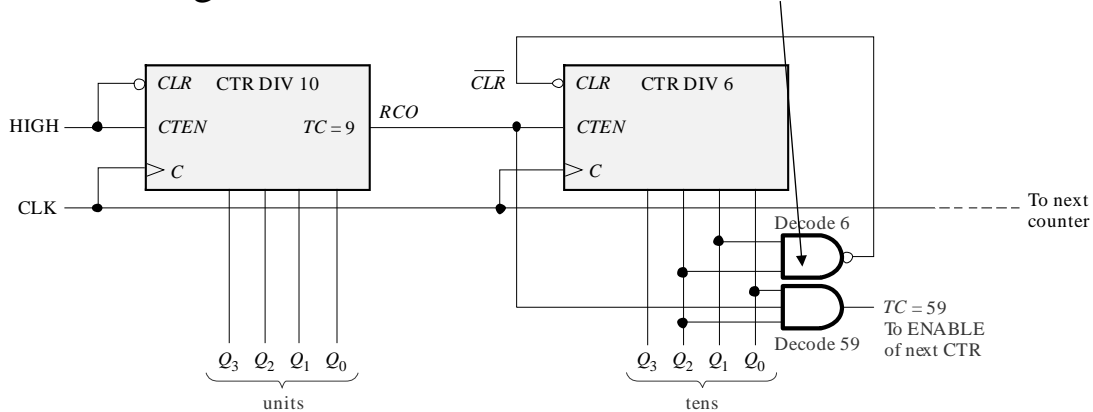 g
CLR
CTR DIV 10
CLR
CLR
CTR DIV 6
HIGH
CTEN
TC = 9
RCO
CTEN
C
C
CLK
To next
counter
Decode 6
TC = 59
To ENABLE
of next CTR
Decode 59
Q3 Q2 Q1 Q0
Q3 Q2 Q1 Q0
units
tens